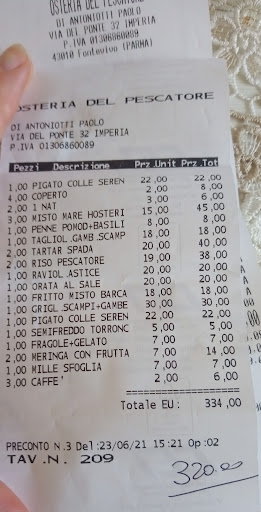 OSTERIA DEL PESCATORE
DI ANTONIOTTI PAOLO
VIA DEL PONTE 32 IMPERIA
P.IVA 01306860089
43010 Fontevivo (PARMA)
OSTERIA DEL PESCATORE
DI ANTONIOTTI PAOLO
VIA DEL PONTE 32 IMPERIA
P.IVA 01306860089
Pezzi Descrizione Prz.Unit Prz.Tot
1,00 PIGATO COLLE SEREN 22,00 22,00
4,00 COPERTO 2,00 8,00
2,00 1 NAT 3,00 6,00
3,00 MISTO MARE HOSTERI 15,00 45,00
1,00 PENNE POMOD+BASILI 8,00 8,00
1,00 TAGLIOL.GAMB.SCAMP 18,00 18,00
2,00 TARTAR SPADA 20,00 40,00
2,00 RISO PESCATORE 19,00 38,00
1,00 RAVIOL.ASTICE 20,00 20,00
1,00 ORATA AL SALE 20,00 20,00
1,00 FRITTO MISTO BARCA 18,00 18,00
1,00 GRIGL.SCAMPI+GAMBE 30,00 30,00
1,00 PIGATO COLLE SEREN 22,00 22,00
1,00 SEMIFREDDO TORRONC 5,00 5,00
1,00 FRAGOLE+GELATO 7,00 7,00
2,00 MERINGA CON FRUTTA 7,00 14,00
1,00 MILLE SFOGLIA 7,00 7,00
3,00 CAFFE' 2,00 6,00
Totale EU: 334,00
PRECONTO N.3 Del:23/06/21 15:21 Op:02
TAV.N. 209
320.00